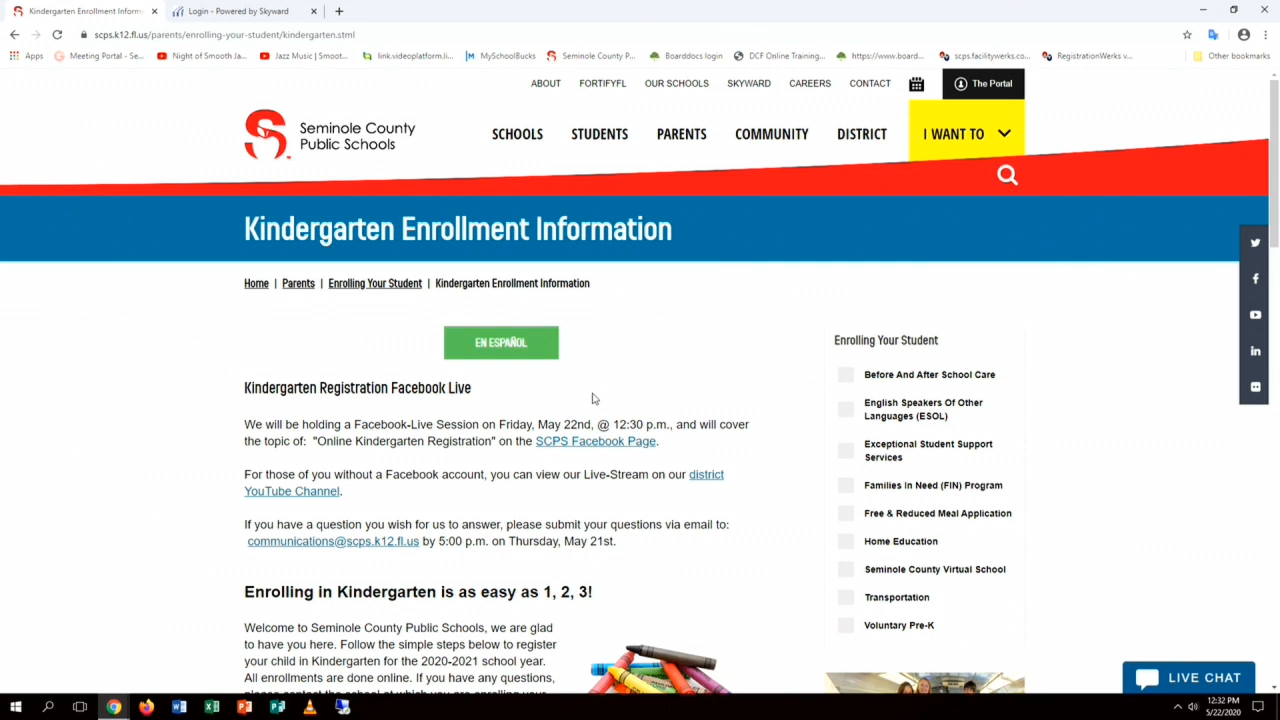 Kindergarten Enrollment Inform
Login - Powered by Skyward
scps.k12.fl.us/parents/enrolling-your-student/kindergarten.stml
Apps
Meeting Portal - Se...
Night of Smooth Ja...
Jazz Music | Smoot...
link.videoplatform.li...
MySchoolBucks
Seminole County P...
Boarddocs login
DCF Online Training...
https://www.board...
scps.facilitywerks.co...
RegistrationWerks v...
Other bookmarks
ABOUT
FORTIFYFL
OUR SCHOOLS
SKYWARD
CAREERS
CONTACT
The Portal
Seminole County
Public Schools
SCHOOLS
STUDENTS
PARENTS
COMMUNITY
DISTRICT
I WANT TO
Kindergarten Enrollment Information
Home | Parents | Enrolling Your Student | Kindergarten Enrollment Information
EN ESPAÑOL
Kindergarten Registration Facebook Live
We will be holding a Facebook-Live Session on Friday, May 22nd, @ 12:30 p.m., and will cover
the topic of: "Online Kindergarten Registration" on the SCPS Facebook Page.
For those of you without a Facebook account, you can view our Live-Stream on our district
YouTube Channel.
If you have a question you wish for us to answer, please submit your questions via email to:
communications@scps.k12.fl.us by 5:00 p.m. on Thursday, May 21st.
Enrolling in Kindergarten is as easy as 1, 2, 3!
Welcome to Seminole County Public Schools, we are glad
to have you here. Follow the simple steps below to register
your child in Kindergarten for the 2020-2021 school year.
All enrollments are done online. If you have any questions,
please contact the school at which you are enrolling your
Enrolling Your Student
Before And After School Care
English Speakers Of Other
Languages (ESOL)
Exceptional Student Support
Services
Families In Need (FIN) Program
Free & Reduced Meal Application
Home Education
Seminole County Virtual School
Transportation
Voluntary Pre-K
LIVE CHAT
12:32 PM
5/22/2020